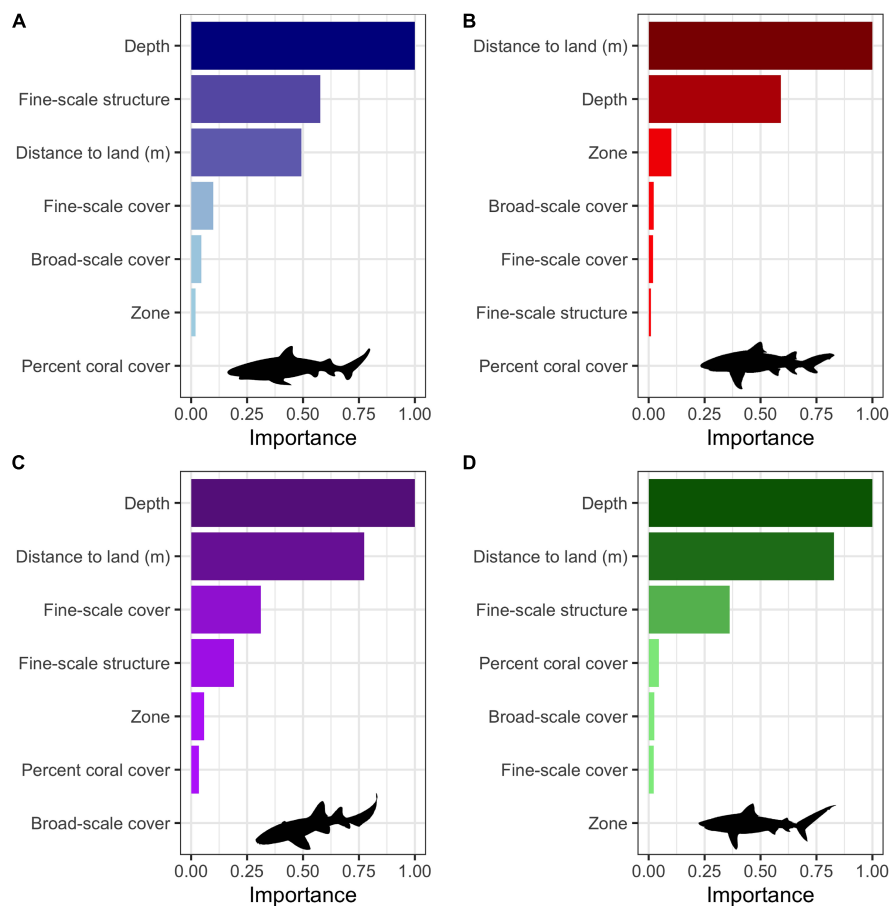 A
Depth
Fine-scale structure
Distance to land (m)
Fine-scale cover
Broad-scale cover
Zone
Percent coral cover
0.00 0.25 0.50 0.75 1.00
Importance
B
Distance to land (m)
Depth
Zone
Broad-scale cover
Fine-scale cover
Fine-scale structure
Percent coral cover
0.00 0.25 0.50 0.75 1.00
Importance
C
Depth
Distance to land (m)
Fine-scale cover
Fine-scale structure
Zone
Percent coral cover
Broad-scale cover
0.00 0.25 0.50 0.75 1.00
Importance
D
Depth
Distance to land (m)
Fine-scale structure
Percent coral cover
Broad-scale cover
Fine-scale cover
Zone
0.00 0.25 0.50 0.75 1.00
Importance